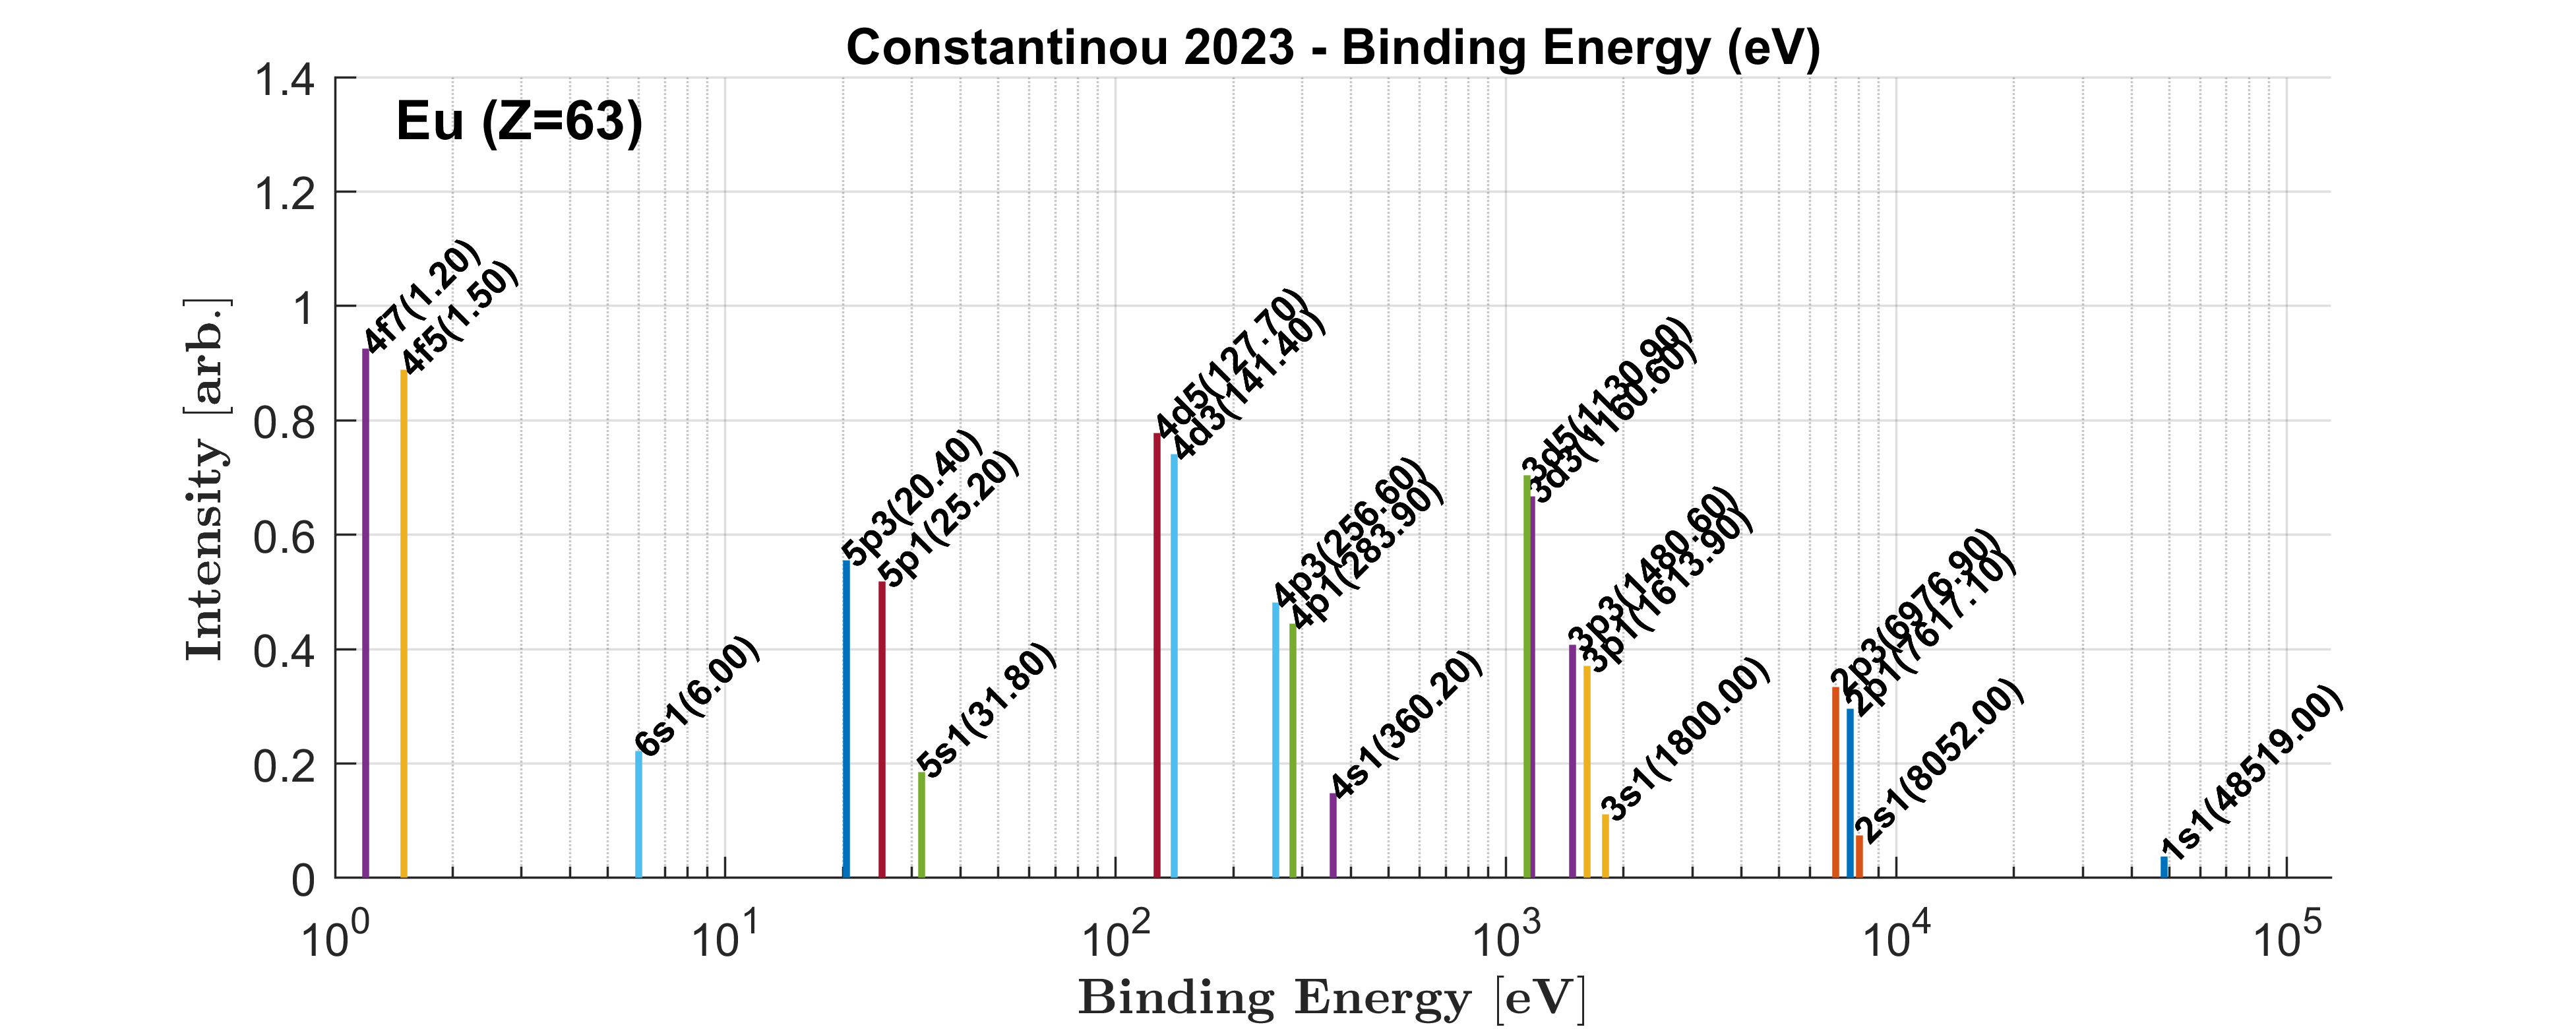 Constantinou 2023 - Binding Energy (eV)
Eu (Z=63)
1.4
1.2
1
0.8
0.6
0.4
0.2
0
Intensity [arb.]
4f7(1.20)
4f5(1.50)
6s1(6.00)
5p3(20.40)
5p1(25.20)
5s1(31.80)
4d5(127.70)
4d3(141.40)
4p3(256.60)
4p1(283.90)
4s1(360.20)
3d5(1130.90)
3d3(1160.60)
3p3(1480.60)
3p1(1613.90)
3s1(1800.00)
2p3(6976.90)
2p1(7617.10)
2s1(8052.00)
1s1(48519.00)
10^0 10^1 10^2 10^3 10^4 10^5
Binding Energy [eV]